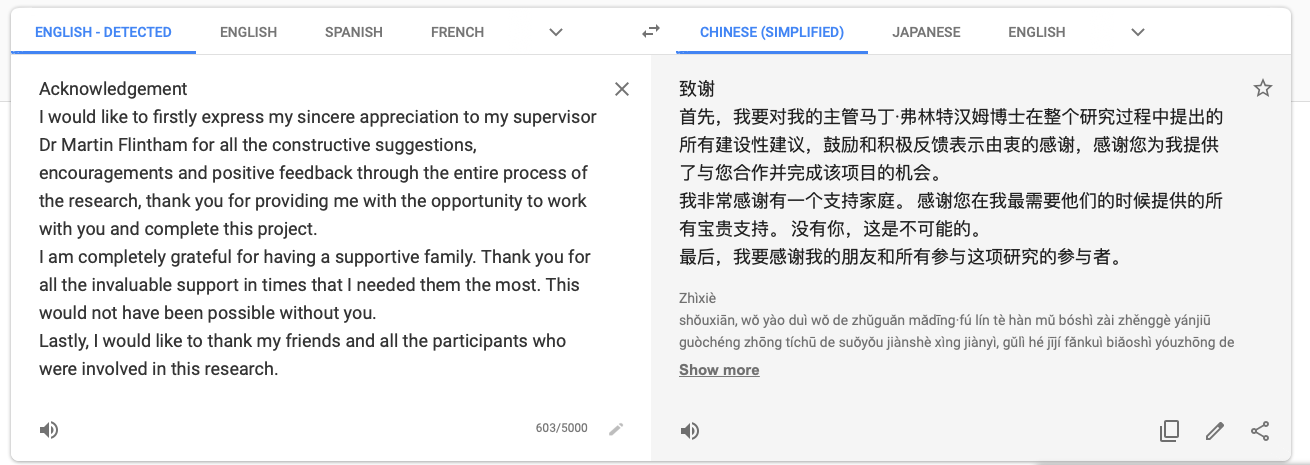 ENGLISH - DETECTED ENGLISH SPANISH FRENCH CHINESE (SIMPLIFIED) JAPANESE ENGLISH
Acknowledgement
I would like to firstly express my sincere appreciation to my supervisor
Dr Martin Flintham for all the constructive suggestions,
encouragements and positive feedback through the entire process of
the research, thank you for providing me with the opportunity to work
with you and complete this project.
I am completely grateful for having a supportive family. Thank you for
all the invaluable support in times that I needed them the most. This
would not have been possible without you.
Lastly, I would like to thank my friends and all the participants who
were involved in this research.
603/5000
致谢
首先，我要对我的主管马丁·弗林特汉姆博士在整个研究过程中提出的
所有建设性建议，鼓励和积极反馈表示由衷的感谢，感谢您为我提供
了与您合作并完成该项目的机会。
我非常感谢有一个支持家庭。 感谢您在我最需要他们的时候提供的所
有宝贵支持。 没有你，这是不可能的。
最后，我要感谢我的朋友和所有参与这项研究的参与者。
Zhìxiè
shǒuxiān, wǒ yào duì wǒ de zhǔguǎn mǎdīng·fú lín tè hàn mǔ bóshì zài zhěnggè yánjiū
guòchéng zhōng tíchū de suǒyǒu jiànshè xìng jiànyì, gǔlì hé jījí fǎnkuì biǎoshì yóuzhōng de
Show more